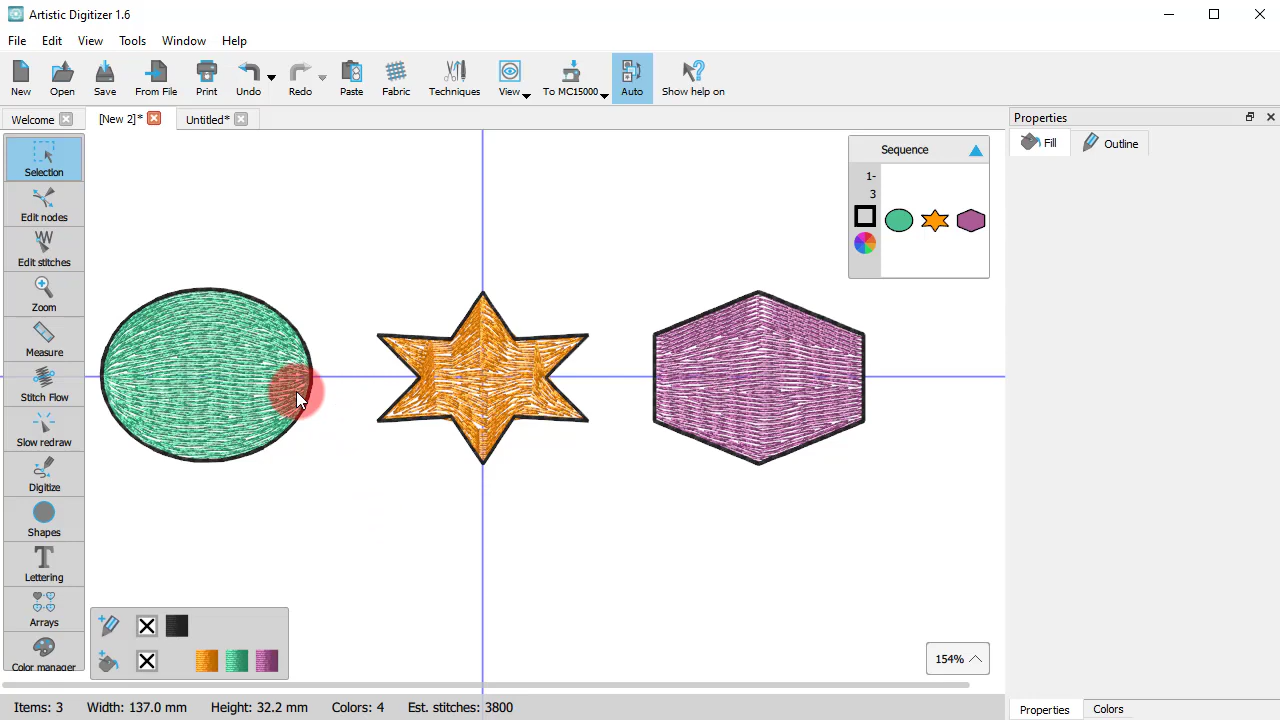 Artistic Digitizer 1.6
File Edit View Tools Window Help
New Open Save From File Print Undo Redo Paste Fabric Techniques View To MC15000 Auto Show help on
Welcome [New 2]* Untitled*
Properties
Fill Outline
Selection
Edit nodes
Edit stitches
Zoom
Measure
Stitch Flow
Slow redraw
Digitize
Shapes
Lettering
Arrays
Color manager
Sequence
1-
3
154%
Items: 3 Width: 137.0 mm Height: 32.2 mm Colors: 4 Est. stitches: 3800
Properties Colors